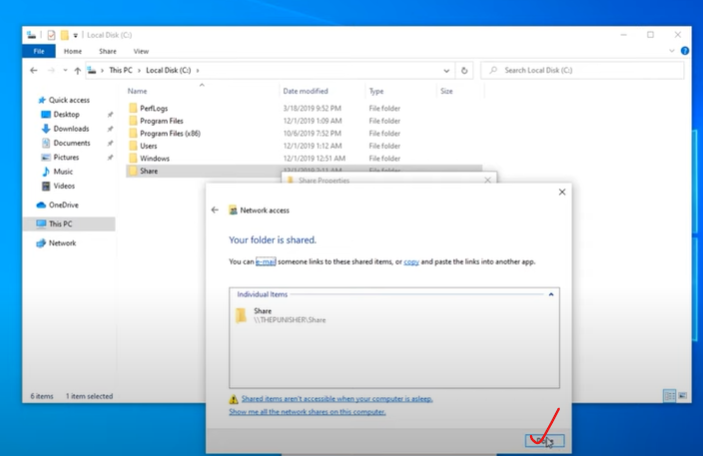 Local Disk (C:)
File Home Share View
This PC › Local Disk (C:) ›
Search Local Disk (C:)
Name Date modified Type Size
Quick access
Desktop
Downloads
Documents
Pictures
Music
Videos
OneDrive
This PC
Network
PerfLogs 3/18/2019 9:52 PM File folder
Program Files 12/1/2019 1:09 AM File folder
Program Files (x86) 10/6/2019 7:52 PM File folder
Users 12/1/2019 1:12 AM File folder
Windows 12/1/2019 12:51 AM File folder
Share File folder
Share Properties
Network access
Your folder is shared.
You can e-mail someone links to these shared items, or copy and paste the links into another app.
Individual Items
Share
\\THEPUNISHER\Share
Shared items aren't accessible when your computer is asleep.
Show me all the network shares on this computer.
6 items 1 item selected